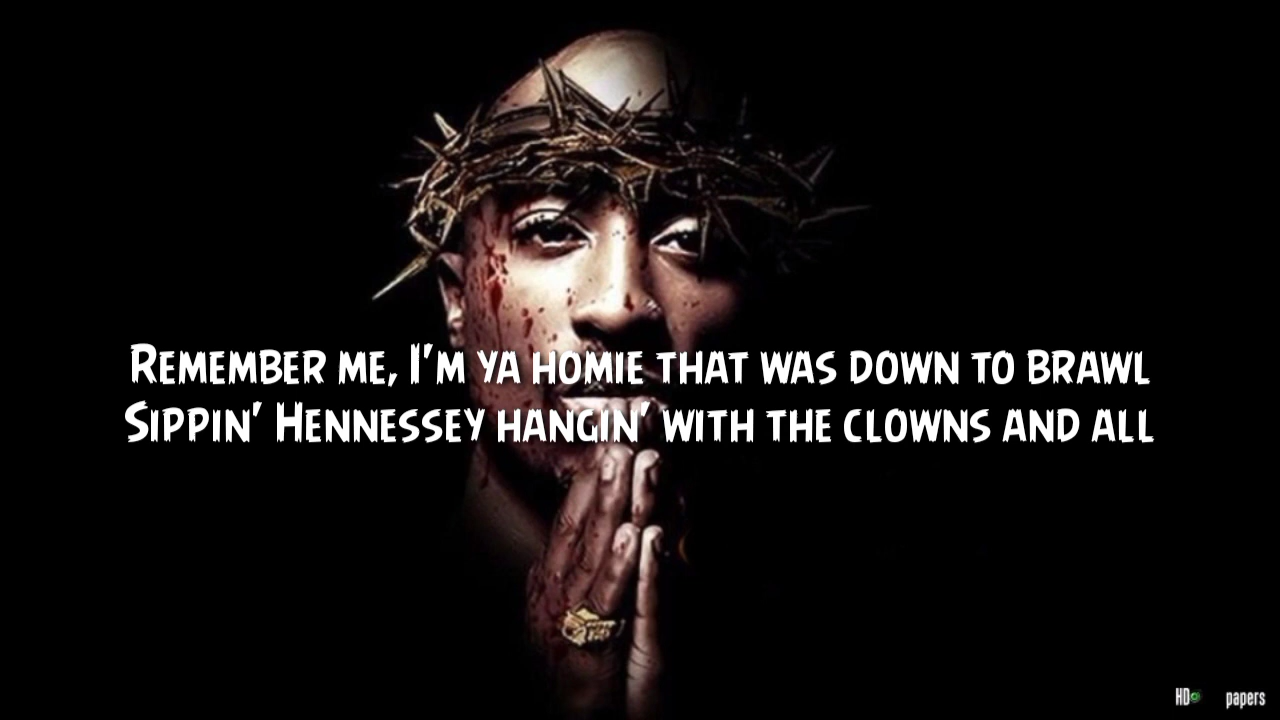 Remember me, I'm ya homie that was down to brawl
Sippin' Hennessey hangin' with the clowns and all
HD papers